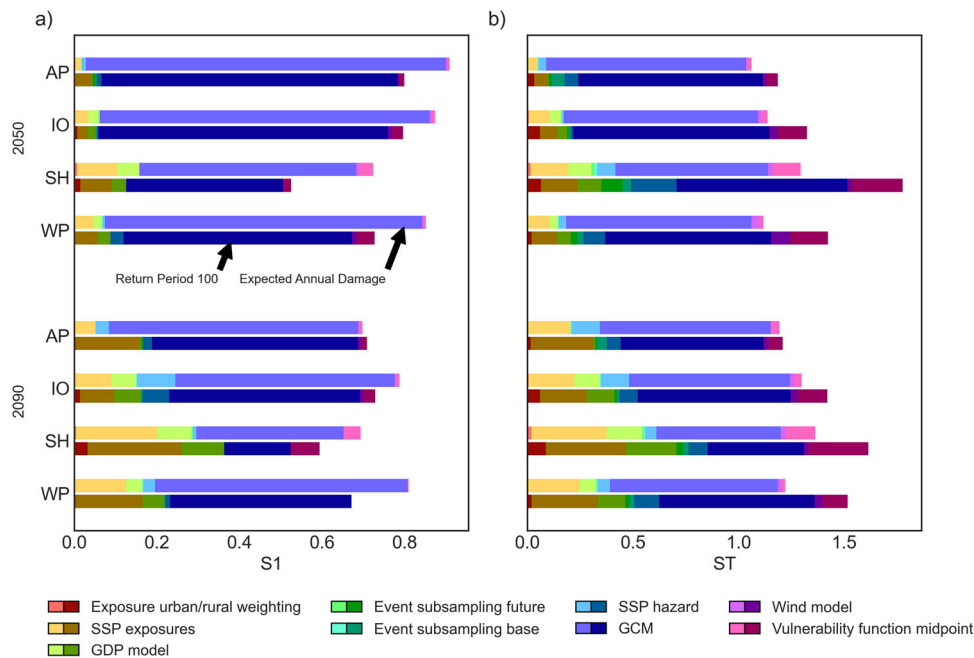 a)
b)
2050
AP
IO
SH
WP
Return Period 100
Expected Annual Damage
2090
AP
IO
SH
WP
0.0 0.2 0.4 0.6 0.8
S1
0.0 0.5 1.0 1.5
ST
Exposure urban/rural weighting
SSP exposures
GDP model
Event subsampling future
Event subsampling base
SSP hazard
GCM
Wind model
Vulnerability function midpoint